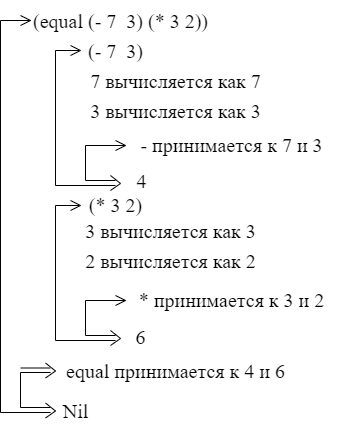 (equal (- 7 3) (* 3 2))
(- 7 3)
7 вычисляется как 7
3 вычисляется как 3
- принимается к 7 и 3
4
(* 3 2)
3 вычисляется как 3
2 вычисляется как 2
* принимается к 3 и 2
6
equal принимается к 4 и 6
Nil